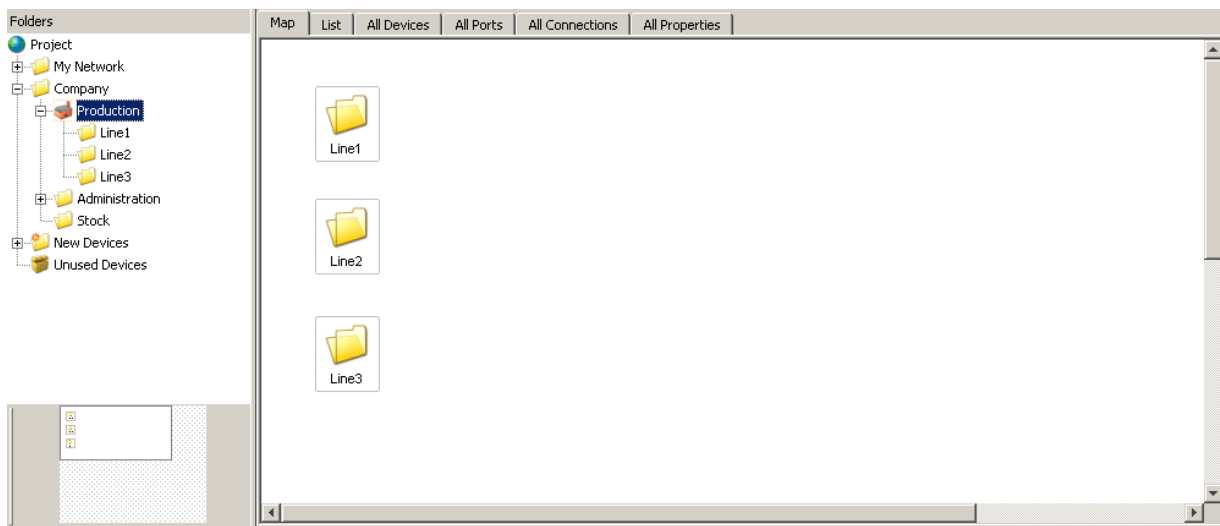 Folders
Project
My Network
Company
Production
Line1
Line2
Line3
Administration
Stock
New Devices
Unused Devices
Map List All Devices All Ports All Connections All Properties
Line1
Line2
Line3